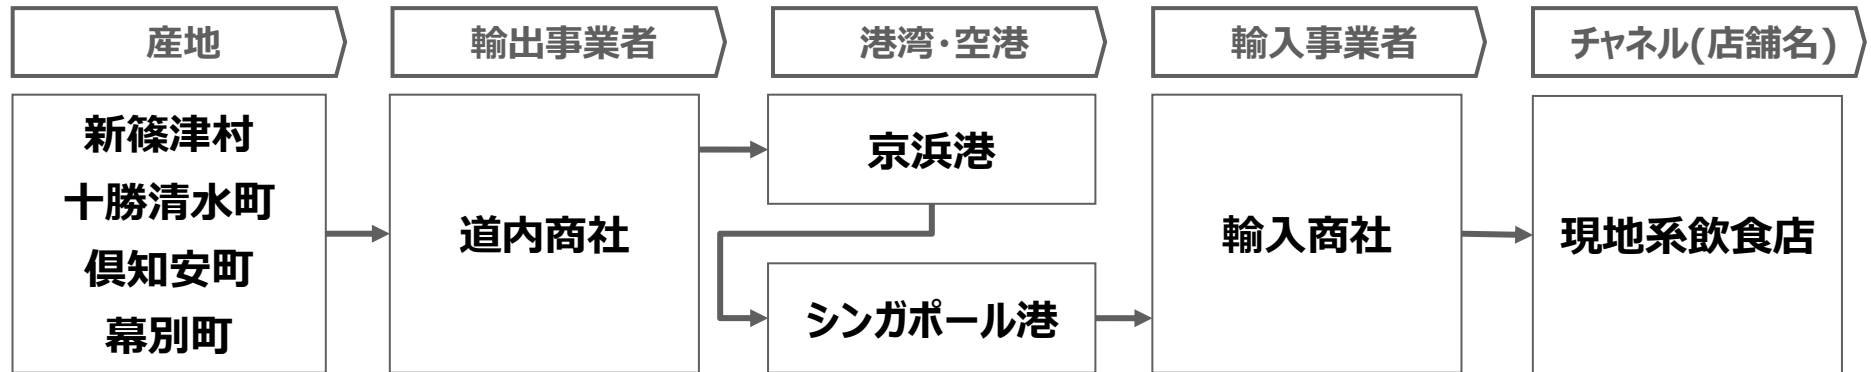 産地
輸出事業者
港湾・空港
輸入事業者
チャネル(店舗名)
新篠津村
十勝清水町
倶知安町
幕別町
道内商社
京浜港
シンガポール港
輸入商社
現地系飲食店